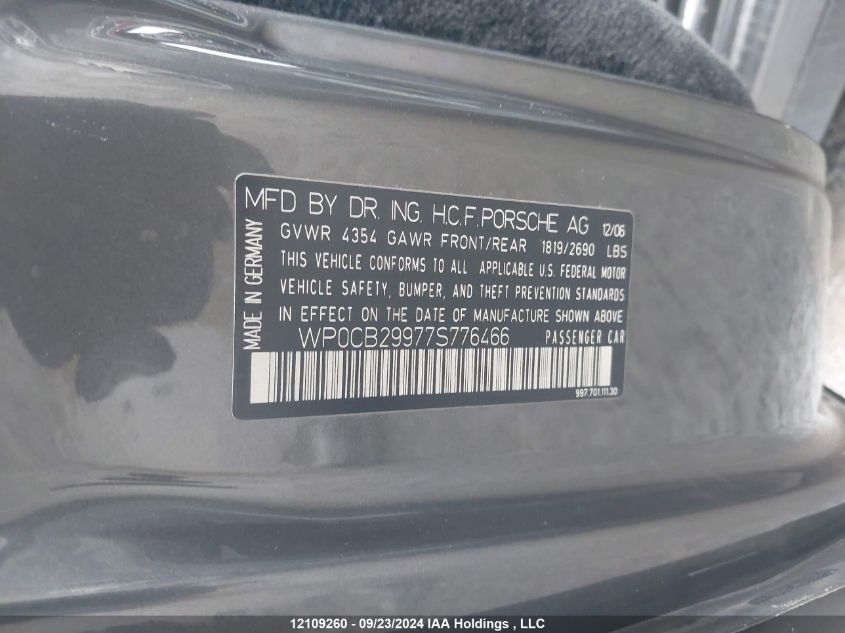 MFD BY DR. ING. H.C.F. PORSCHE AG 12/06
GVWR 4354 GAWR FRONT/REAR 1819/2690 LBS
THIS VEHICLE CONFORMS TO ALL APPLICABLE U.S. FEDERAL MOTOR
VEHICLE SAFETY, BUMPER, AND THEFT PREVENTION STANDARDS
IN EFFECT ON THE DATE OF MANUFACTURE SHOWN ABOVE
WP0CB29977S776466 PASSENGER CAR
997.701.111.30
MADE IN GERMANY
12109260 - 09/23/2024 IAA Holdings, LLC